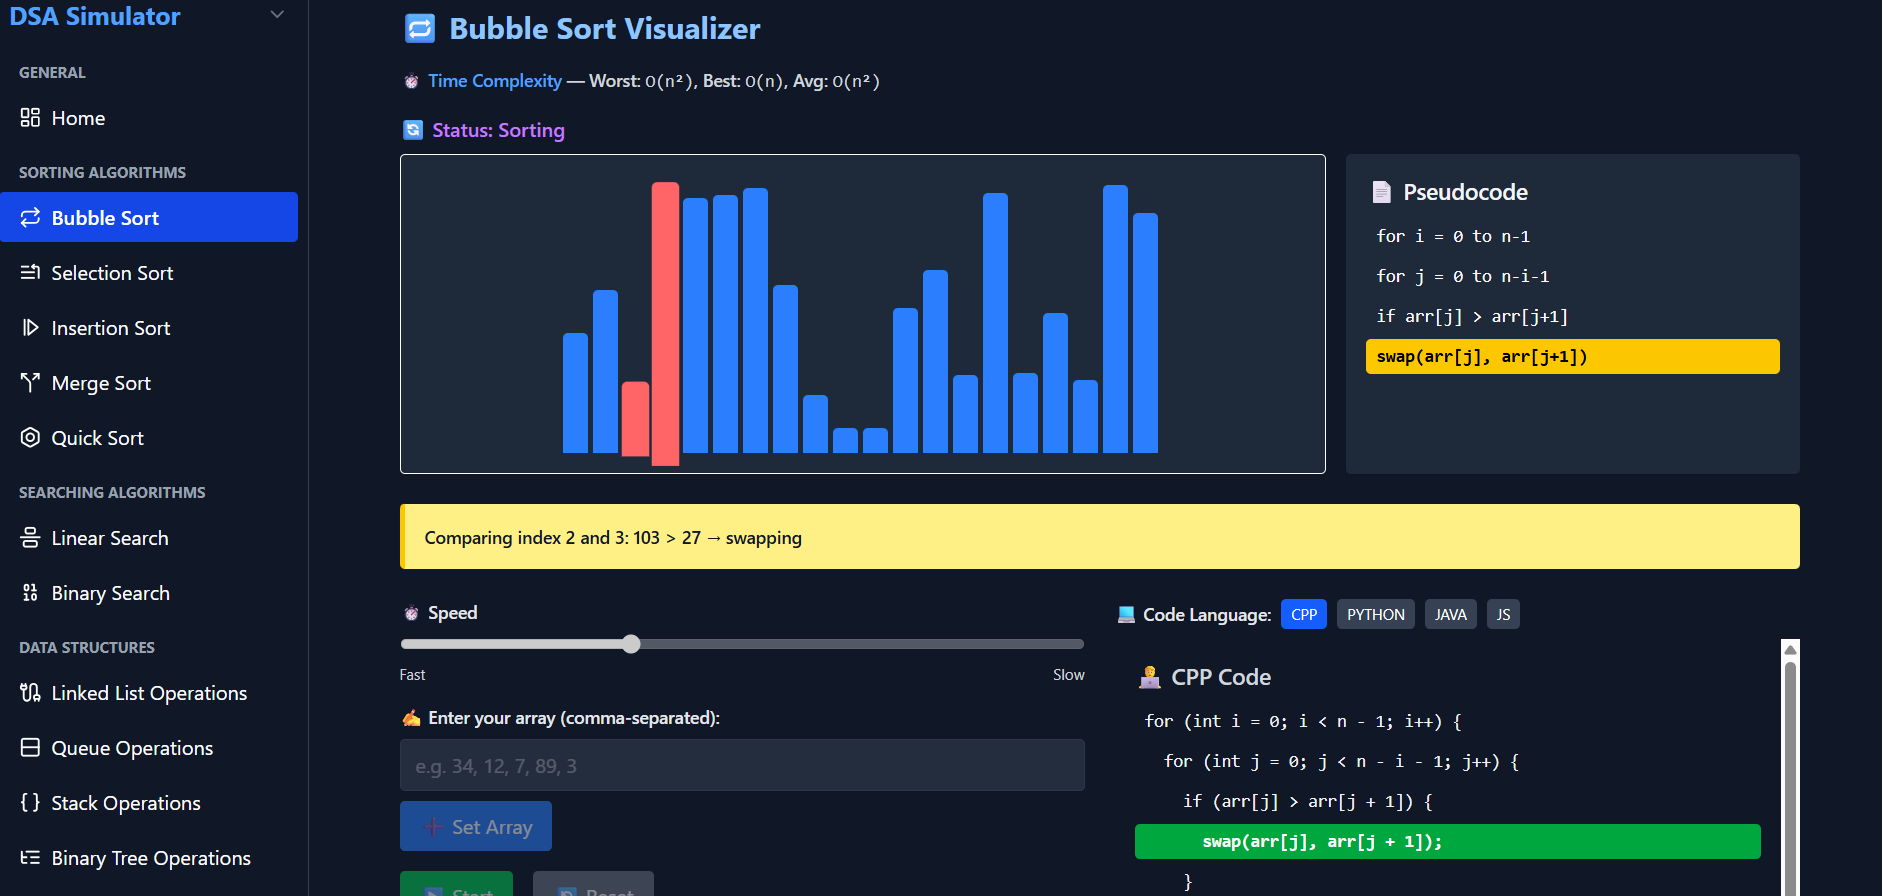 DSA Simulator
GENERAL
Home
SORTING ALGORITHMS
Bubble Sort
Selection Sort
Insertion Sort
Merge Sort
Quick Sort
SEARCHING ALGORITHMS
Linear Search
Binary Search
DATA STRUCTURES
Linked List Operations
Queue Operations
Stack Operations
Binary Tree Operations
Bubble Sort Visualizer
Time Complexity — Worst: O(n²), Best: O(n), Avg: O(n²)
Status: Sorting
Pseudocode
for i = 0 to n-1
for j = 0 to n-i-1
if arr[j] > arr[j+1]
swap(arr[j], arr[j+1])
Comparing index 2 and 3: 103 > 27 → swapping
Speed
Fast Slow
Enter your array (comma-separated):
e.g. 34, 12, 7, 89, 3
Set Array
Start Reset
Code Language: CPP PYTHON JAVA JS
CPP Code
for (int i = 0; i < n - 1; i++) {
for (int j = 0; j < n - i - 1; j++) {
if (arr[j] > arr[j + 1]) {
swap(arr[j], arr[j + 1]);
}